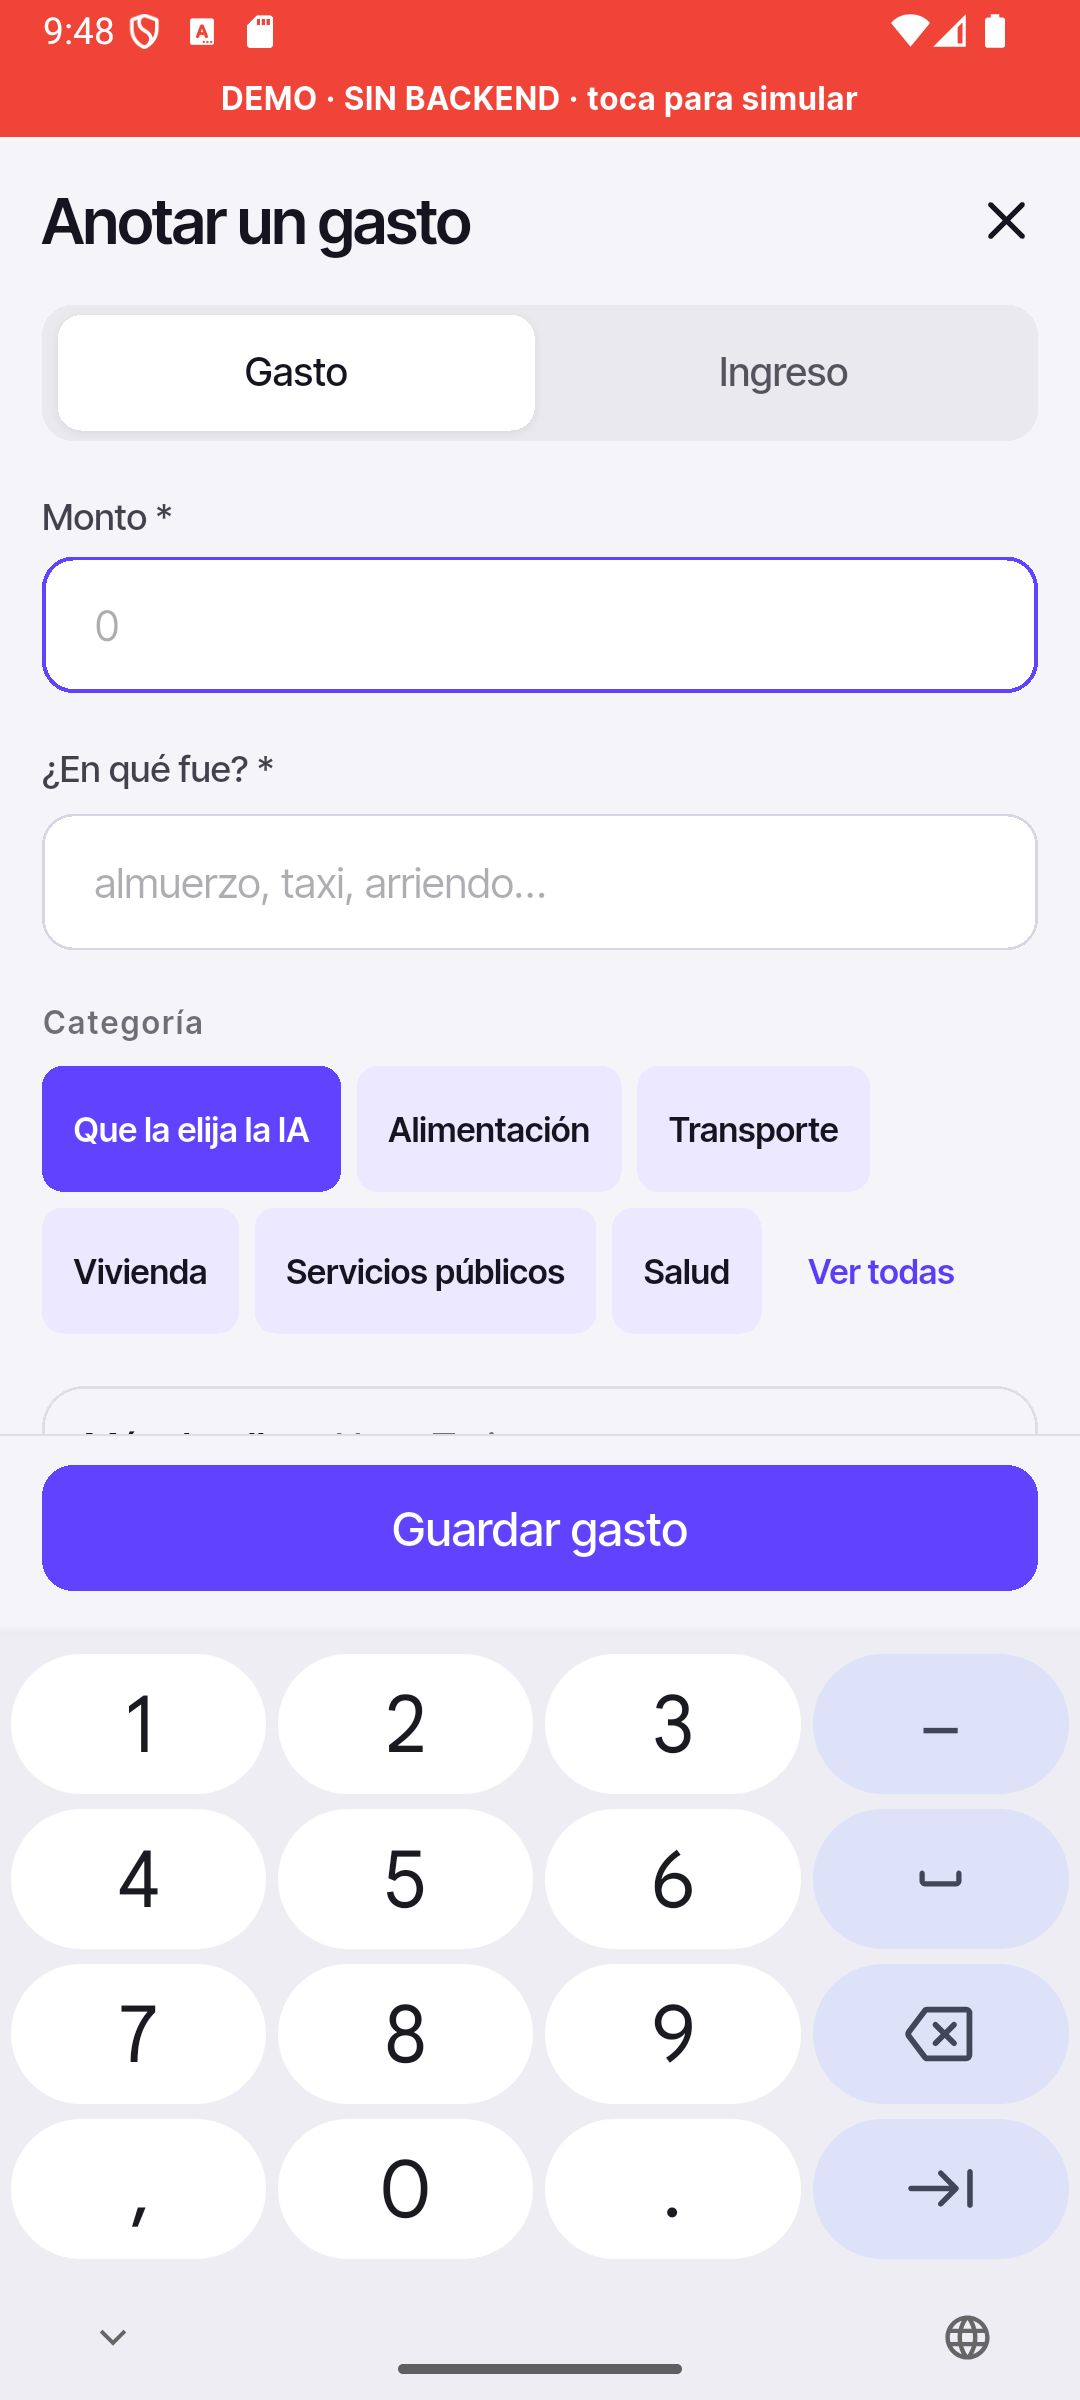 9:48
DEMO · SIN BACKEND · toca para simular
Anotar un gasto
Gasto
Ingreso
Monto *
0
¿En qué fue? *
almuerzo, taxi, arriendo...
Categoría
Que la elija la IA
Alimentación
Transporte
Vivienda
Servicios públicos
Salud
Ver todas
Guardar gasto
1
2
3
–
4
5
6
7
8
9
,
0
.